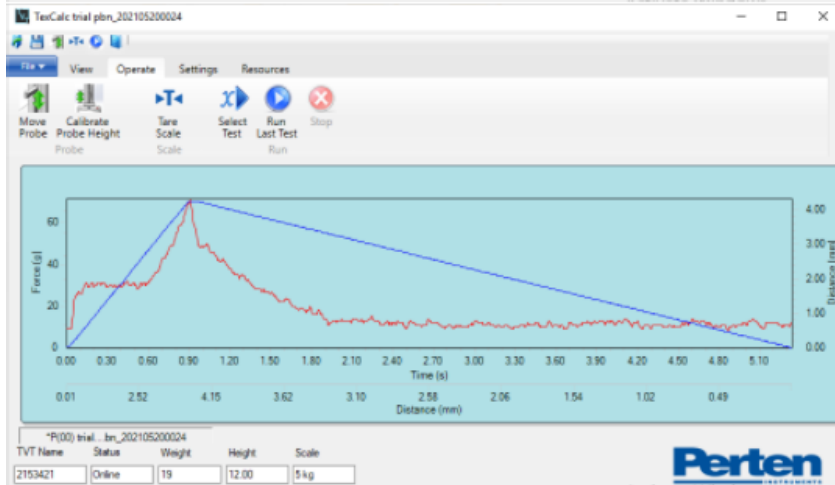 TexCalc trial pbn_202105200024
File View Operate Settings Resources
Move Probe
Calibrate Probe Height
Tare Scale
Select Test
Run Last Test
Stop
Probe Scale Run
60
40
20
0
Force (g)
4.00
3.00
2.00
1.00
0.00
Distance (mm)
0.00 0.30 0.60 0.90 1.20 1.50 1.80 2.10 2.40 2.70 3.00 3.30 3.60 3.90 4.20 4.50 4.80 5.10
Time (s)
0.01 2.52 4.15 3.62 3.10 2.58 2.06 1.54 1.02 0.49
Distance (mm)
*P(00) trial....bn_202105200024
TVT Name Status Weight Height Scale
2153421 Online 19 12.00 5 kg
Perten
INSTRUMENTS